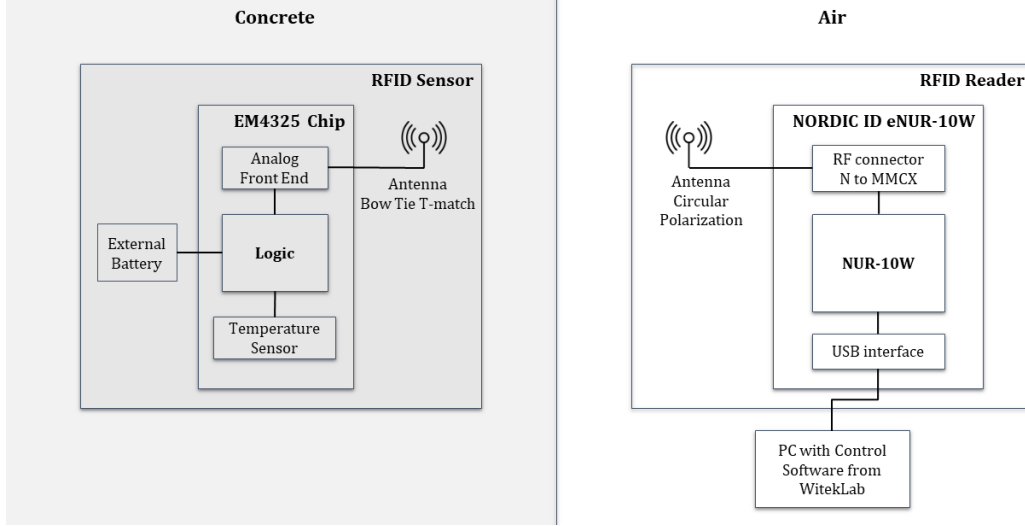 Concrete
RFID Sensor
EM4325 Chip
Analog
Front End
Antenna
Bow Tie T-match
External
Battery
Logic
Temperature
Sensor
Air
RFID Reader
NORDIC ID eNUR-10W
RF connector
N to MMCX
Antenna
Circular
Polarization
NUR-10W
USB interface
PC with Control
Software from
WitekLab